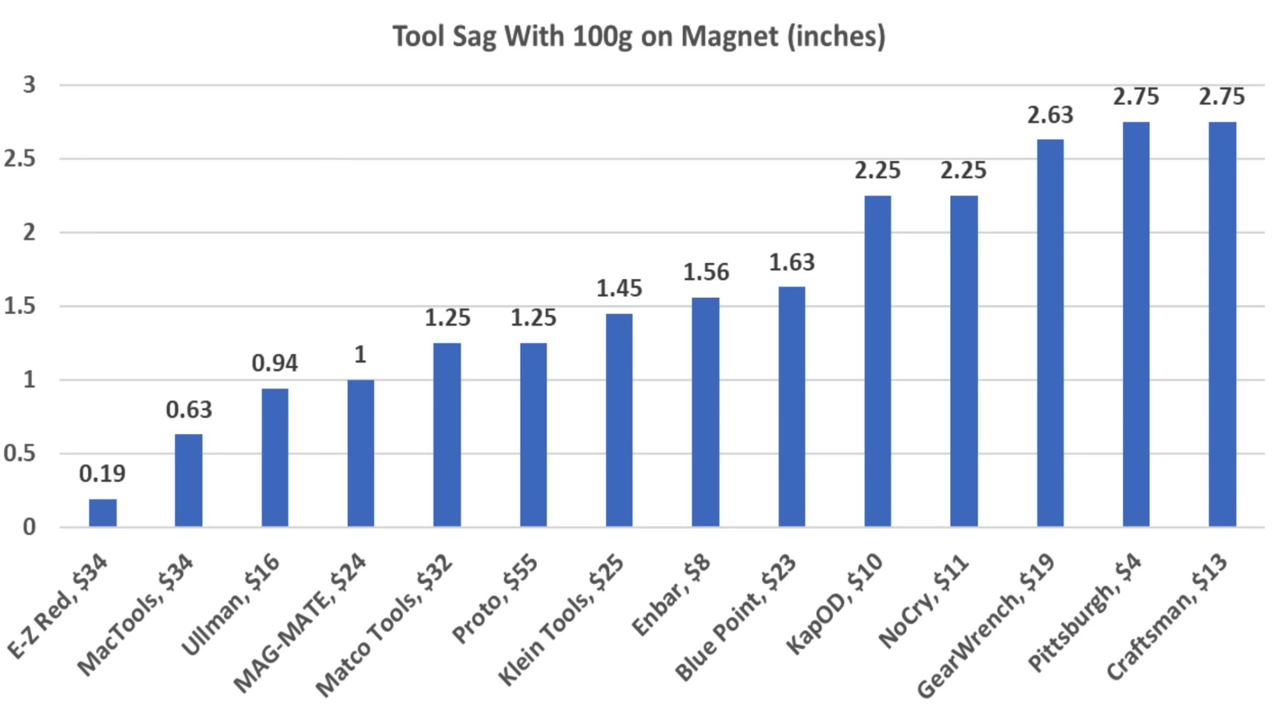 Tool Sag With 100g on Magnet (inches)
3
2.5
2
1.5
1
0.5
0
0.19
0.63
0.94
1
1.25
1.25
1.45
1.56
1.63
2.25
2.25
2.63
2.75
2.75
E-Z Red, $34
MacTools, $34
Ullman, $16
MAG-MATE, $24
Matco Tools, $32
Proto, $55
Klein Tools, $25
Enbar, $8
Blue Point, $23
KapOD, $10
NoCry, $11
GearWrench, $19
Pittsburgh, $4
Craftsman, $13